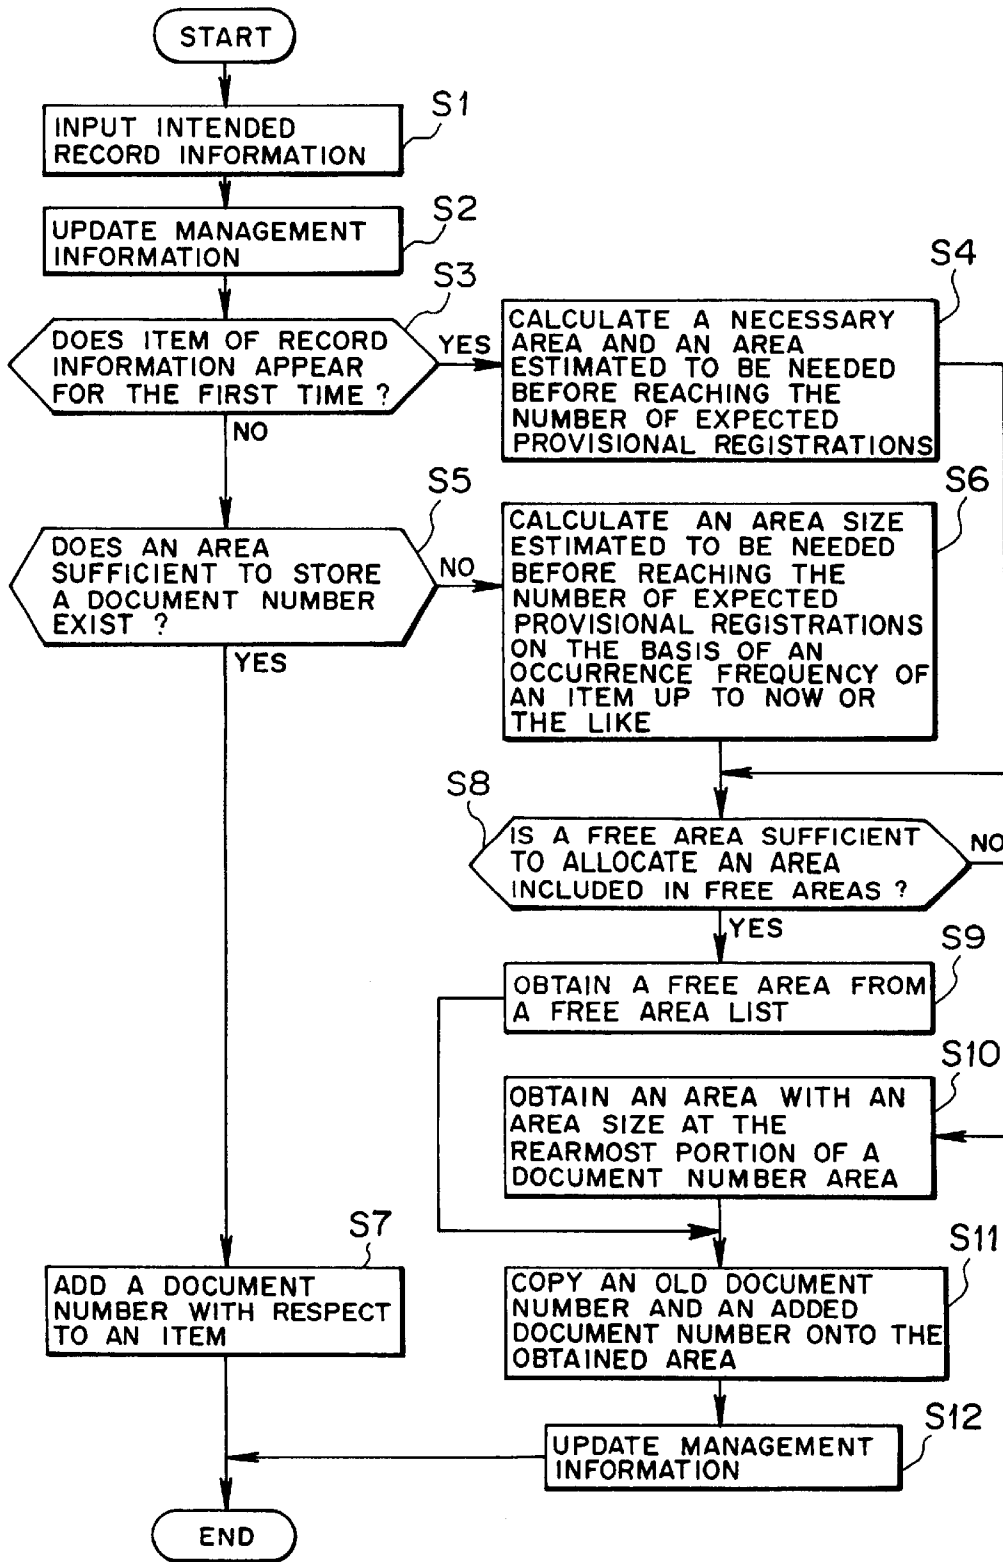 START
S1
INPUT INTENDED
RECORD INFORMATION
S2
UPDATE MANAGEMENT
INFORMATION
S3
DOES ITEM OF RECORD
INFORMATION APPEAR
FOR THE FIRST TIME ?
YES
NO
S4
CALCULATE A NECESSARY
AREA AND AN AREA
ESTIMATED TO BE NEEDED
BEFORE REACHING THE
NUMBER OF EXPECTED
PROVISIONAL REGISTRATIONS
S5
DOES AN AREA
SUFFICIENT TO STORE
A DOCUMENT NUMBER
EXIST ?
NO
YES
S6
CALCULATE AN AREA SIZE
ESTIMATED TO BE NEEDED
BEFORE REACHING THE
NUMBER OF EXPECTED
PROVISIONAL REGISTRATIONS
ON THE BASIS OF AN
OCCURRENCE FREQUENCY OF
AN ITEM UP TO NOW OR
THE LIKE
S8
IS A FREE AREA SUFFICIENT
TO ALLOCATE AN AREA
INCLUDED IN FREE AREAS ?
NO
YES
S9
OBTAIN A FREE AREA FROM
A FREE AREA LIST
S10
OBTAIN AN AREA WITH AN
AREA SIZE AT THE
REARMOST PORTION OF A
DOCUMENT NUMBER AREA
S7
ADD A DOCUMENT
NUMBER WITH RESPECT
TO AN ITEM
S11
COPY AN OLD DOCUMENT
NUMBER AND AN ADDED
DOCUMENT NUMBER ONTO THE
OBTAINED AREA
S12
UPDATE MANAGEMENT
INFORMATION
END